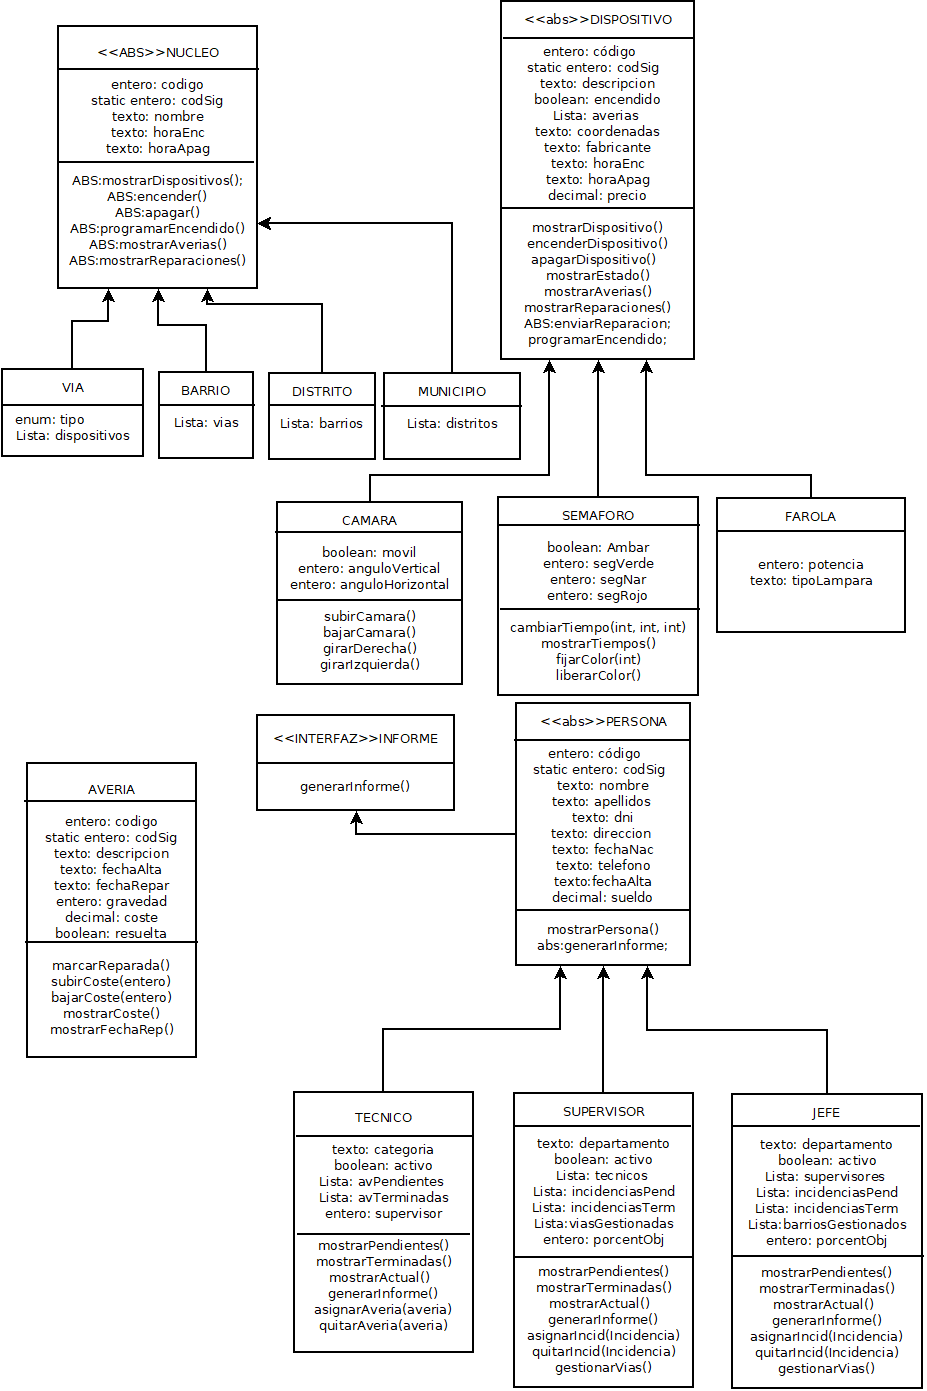 <<ABS>>NUCLEO
entero: codigo
static entero: codSig
texto: nombre
texto: horaEnc
texto: horaApag
ABS:mostrarDispositivos();
ABS:encender()
ABS:apagar()
ABS:programarEncendido()
ABS:mostrarAverias()
ABS:mostrarReparaciones()
<<abs>>DISPOSITIVO
entero: código
static entero: codSig
texto: descripcion
boolean: encendido
Lista: averias
texto: coordenadas
texto: fabricante
texto: horaEnc
texto: horaApag
decimal: precio
mostrarDispositivo()
encenderDispositivo()
apagarDispositivo()
mostrarEstado()
mostrarAverias()
mostrarReparaciones()
ABS:enviarReparacion;
programarEncendido;
VIA
enum: tipo
Lista: dispositivos
BARRIO
Lista: vias
DISTRITO
Lista: barrios
MUNICIPIO
Lista: distritos
CAMARA
boolean: movil
entero: anguloVertical
entero: anguloHorizontal
subirCamara()
bajarCamara()
girarDerecha()
girarIzquierda()
SEMAFORO
boolean: Ambar
entero: segVerde
entero: segNar
entero: segRojo
cambiarTiempo(int, int, int)
mostrarTiempos()
fijarColor(int)
liberarColor()
FAROLA
entero: potencia
texto: tipoLampara
<<INTERFAZ>>INFORME
generarInforme()
<<abs>>PERSONA
entero: código
static entero: codSig
texto: nombre
texto: apellidos
texto: dni
texto: direccion
texto: fechaNac
texto: telefono
texto:fechaAlta
decimal: sueldo
mostrarPersona()
abs:generarInforme;
AVERIA
entero: codigo
static entero: codSig
texto: descripcion
texto: fechaAlta
texto: fechaRepar
entero: gravedad
decimal: coste
boolean: resuelta
marcarReparada()
subirCoste(entero)
bajarCoste(entero)
mostrarCoste()
mostrarFechaRep()
TECNICO
texto: categoria
boolean: activo
Lista: avPendientes
Lista: avTerminadas
entero: supervisor
mostrarPendientes()
mostrarTerminadas()
mostrarActual()
generarInforme()
asignarAveria(averia)
quitarAveria(averia)
SUPERVISOR
texto: departamento
boolean: activo
Lista: tecnicos
Lista: incidenciasPend
Lista: incidenciasTerm
Lista:viasGestionadas
entero: porcentObj
mostrarPendientes()
mostrarTerminadas()
mostrarActual()
generarInforme()
asignarIncid(Incidencia)
quitarIncid(Incidencia)
gestionarVias()
JEFE
texto: departamento
boolean: activo
Lista: supervisores
Lista: incidenciasPend
Lista: incidenciasTerm
Lista:barriosGestionados
entero: porcentObj
mostrarPendientes()
mostrarTerminadas()
mostrarActual()
generarInforme()
asignarIncid(Incidencia)
quitarIncid(Incidencia)
gestionarVias()